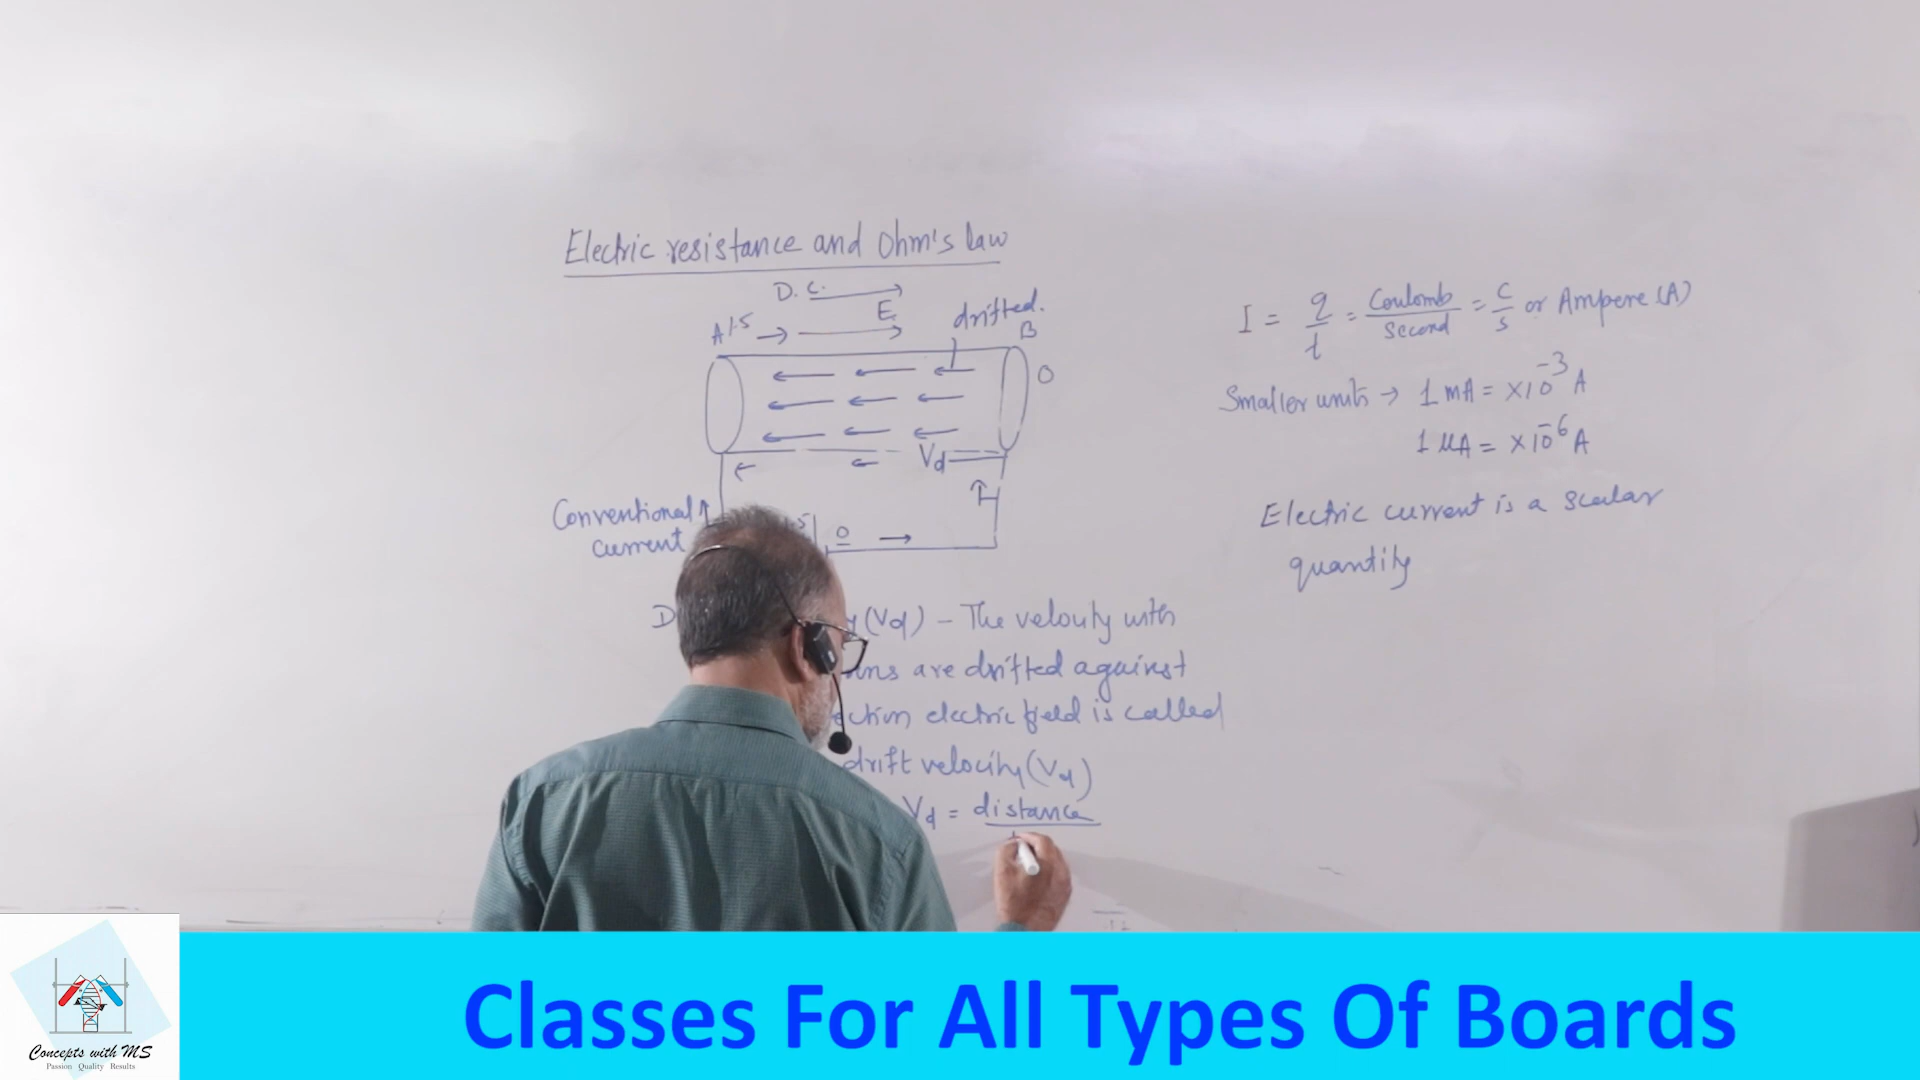 Electric resistance and Ohm's law
D.C.
E
A 1.5
drifted.
B
O
Vd
Conventional
current
0
(Vd) - The velocity with
are drifted against
electric field is called
drift velocity (Vd)
Vd = distance
I = q/t = Coulomb/Second = C/s or Ampere (A)
Smaller units → 1 mA = ×10⁻³ A
1 μA = ×10⁻⁶ A
Electric current is a scalar
quantity
Concepts with MS
Passion Quality Results
Classes For All Types Of Boards